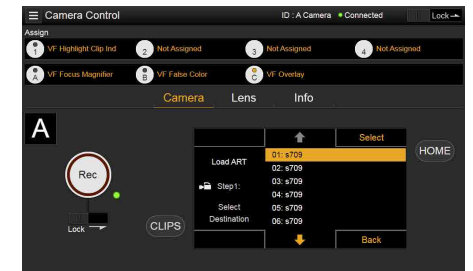 Camera Control
ID : A Camera
Connected
Lock
Assign
1 VF Highlight Clip Ind
2 Not Assigned
3 Not Assigned
4 Not Assigned
A VF Focus Magnifier
B VF False Color
C VF Overlay
Camera Lens Info
A
Select
Load ART
01: s709
02: s709
HOME
Rec
Step1:
03: s709
04: s709
Select
Destination
05: s709
06: s709
Lock
CLIPS
Back